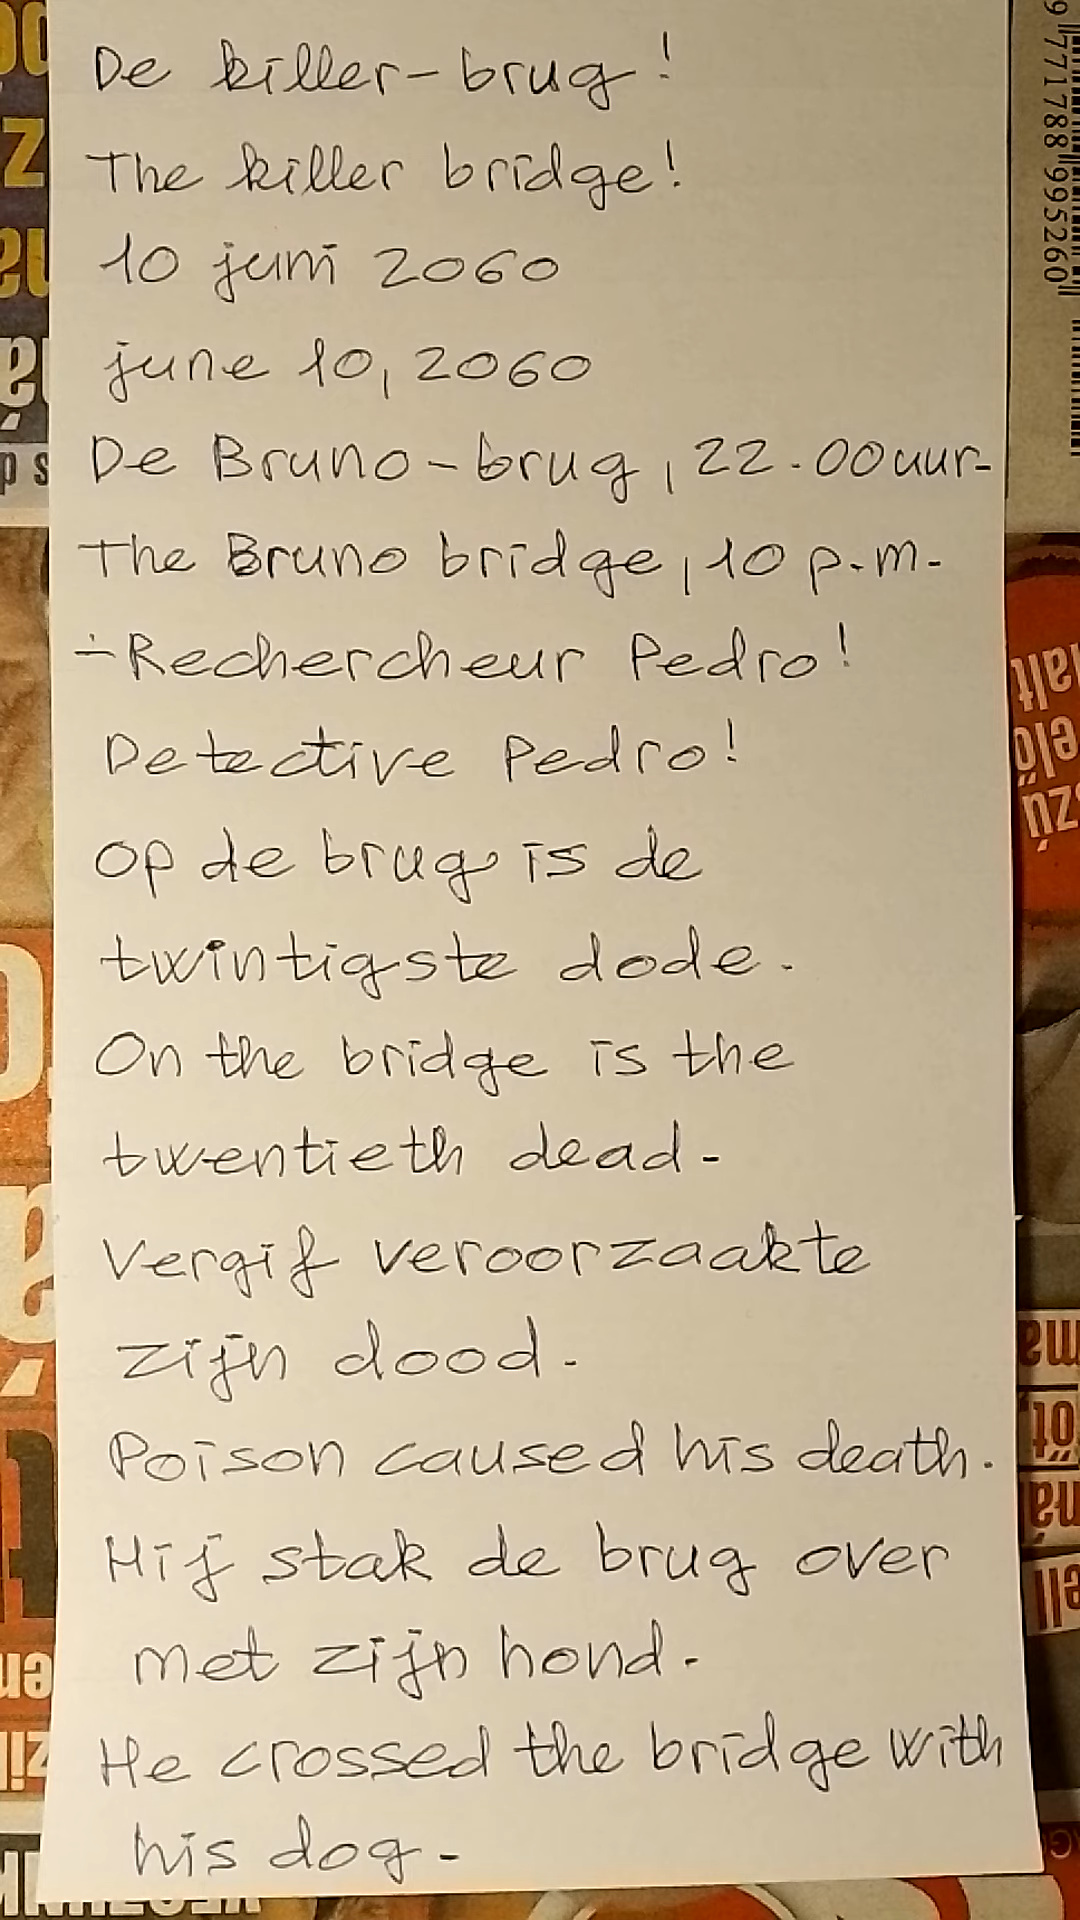 De killer-brug!
The killer bridge!
10 juni 2060
june 10, 2060
De Bruno-brug, 22.00 uur.
The Bruno bridge, 10 p.m.
-Rechercheur Pedro!
Detective Pedro!
Op de brug is de
twintigste dode.
On the bridge is the
twentieth dead.
Vergif veroorzaakte
zijn dood.
Poison caused his death.
Hij stak de brug over
met zijn hond.
He crossed the bridge with
his dog.
9 771788 995260